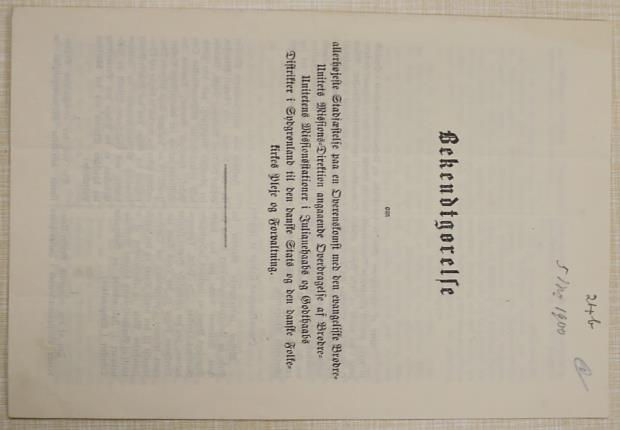 24b
5/12 1900
Bekendtgørelse
om
allerhøjeste Stadfæstelse paa en Overenskomst med den evangeliske Brødre-
Unitets Missions-Direktion angaaende Overdragelse af Brødre-
Unitetens Missionsstationer i Julianehaabs og Godthaabs
Distrikter i Sydgrønland til den danske Stats og den danske Folke-
kirkes Pleje og Forvaltning.